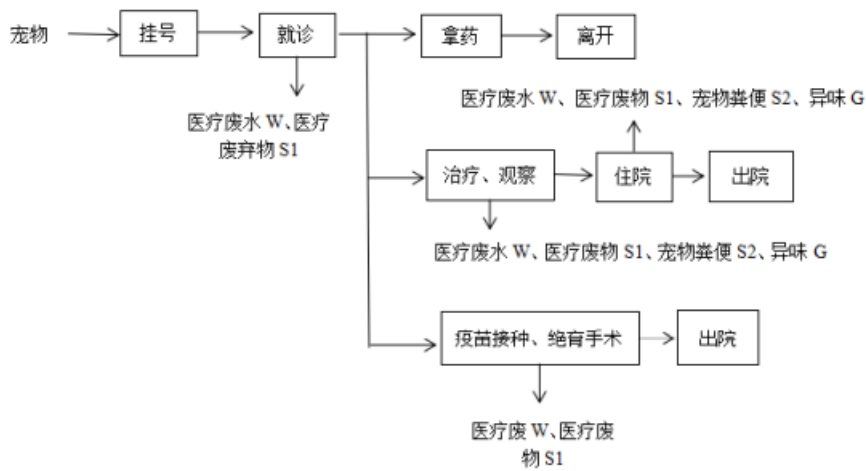 宠物
挂号
就诊
拿药
离开
医疗废水 W、医疗
废弃物 S1
医疗废水 W、医疗废物 S1、宠物粪便 S2、异味 G
治疗、观察
住院
出院
医疗废水 W、医疗废物 S1、宠物粪便 S2、异味 G
疫苗接种、绝育手术
出院
医疗废 W、医疗废
物 S1